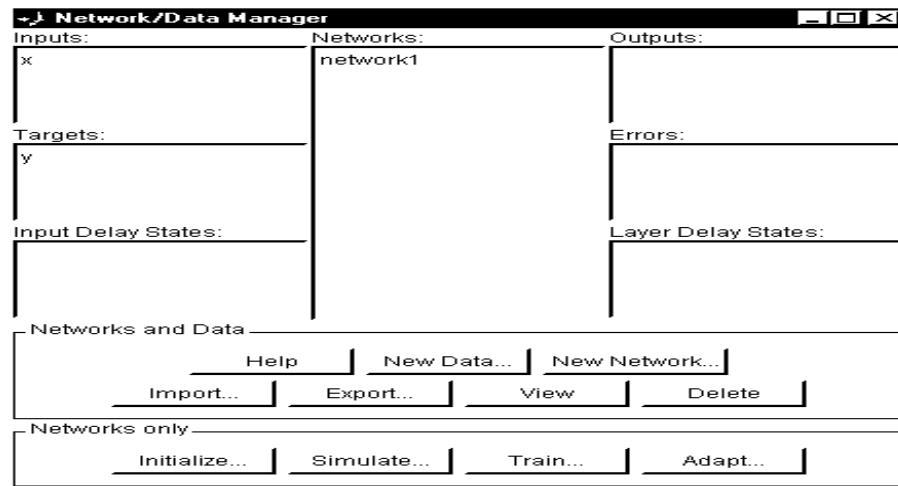 Network/Data Manager
Inputs: Networks: Outputs:
x network1
Targets: Errors:
y
Input Delay States: Layer Delay States:
Networks and Data
Help New Data... New Network...
Import... Export... View Delete
Networks only
Initialize... Simulate... Train... Adapt...